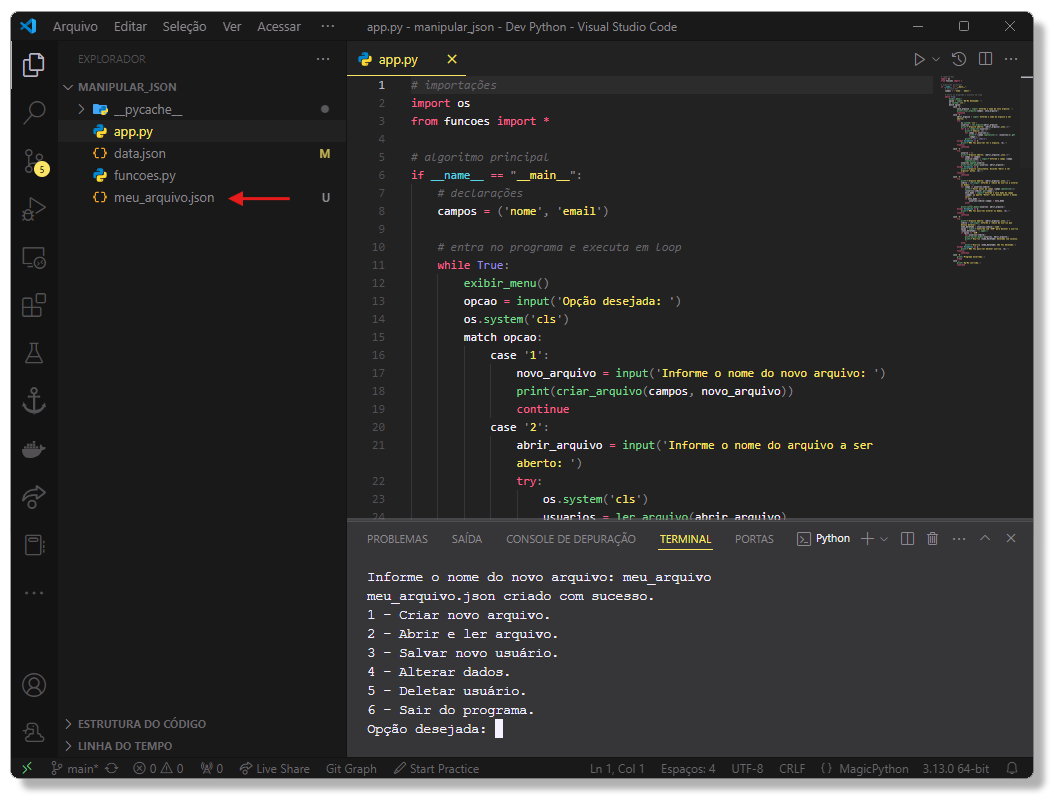 Arquivo Editar Seleção Ver Acessar ··· app.py - manipular_json - Dev Python - Visual Studio Code
EXPLORADOR ···
MANIPULAR_JSON
__pycache__
app.py
data.json M
funcoes.py
meu_arquivo.json U
5
ESTRUTURA DO CÓDIGO
LINHA DO TEMPO
app.py
1 # importações
2 import os
3 from funcoes import *
4
5 # algoritmo principal
6 if __name__ == "__main__":
7 # declarações
8 campos = ('nome', 'email')
9
10 # entra no programa e executa em loop
11 while True:
12 exibir_menu()
13 opcao = input('Opção desejada: ')
14 os.system('cls')
15 match opcao:
16 case '1':
17 novo_arquivo = input('Informe o nome do novo arquivo: ')
18 print(criar_arquivo(campos, novo_arquivo))
19 continue
20 case '2':
21 abrir_arquivo = input('Informe o nome do arquivo a ser
aberto: ')
22 try:
23 os.system('cls')
24 usuarios = ler_arquivo(abrir_arquivo)
PROBLEMAS SAÍDA CONSOLE DE DEPURAÇÃO TERMINAL PORTAS Python
Informe o nome do novo arquivo: meu_arquivo
meu_arquivo.json criado com sucesso.
1 - Criar novo arquivo.
2 - Abrir e ler arquivo.
3 - Salvar novo usuário.
4 - Alterar dados.
5 - Deletar usuário.
6 - Sair do programa.
Opção desejada:
main* 0 0 0 Live Share Git Graph Start Practice Ln 1, Col 1 Espaços: 4 UTF-8 CRLF {} MagicPython 3.13.0 64-bit